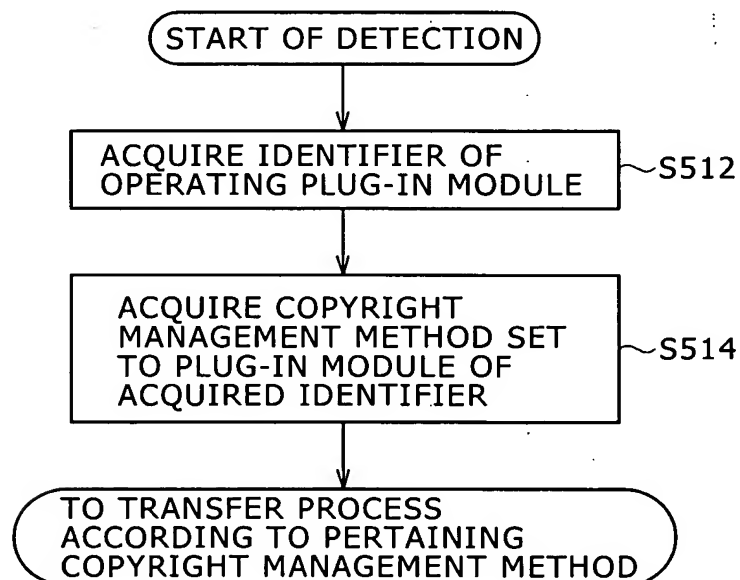 START OF DETECTION
ACQUIRE IDENTIFIER OF
OPERATING PLUG-IN MODULE
S512
ACQUIRE COPYRIGHT
MANAGEMENT METHOD SET
TO PLUG-IN MODULE OF
ACQUIRED IDENTIFIER
S514
TO TRANSFER PROCESS
ACCORDING TO PERTAINING
COPYRIGHT MANAGEMENT METHOD